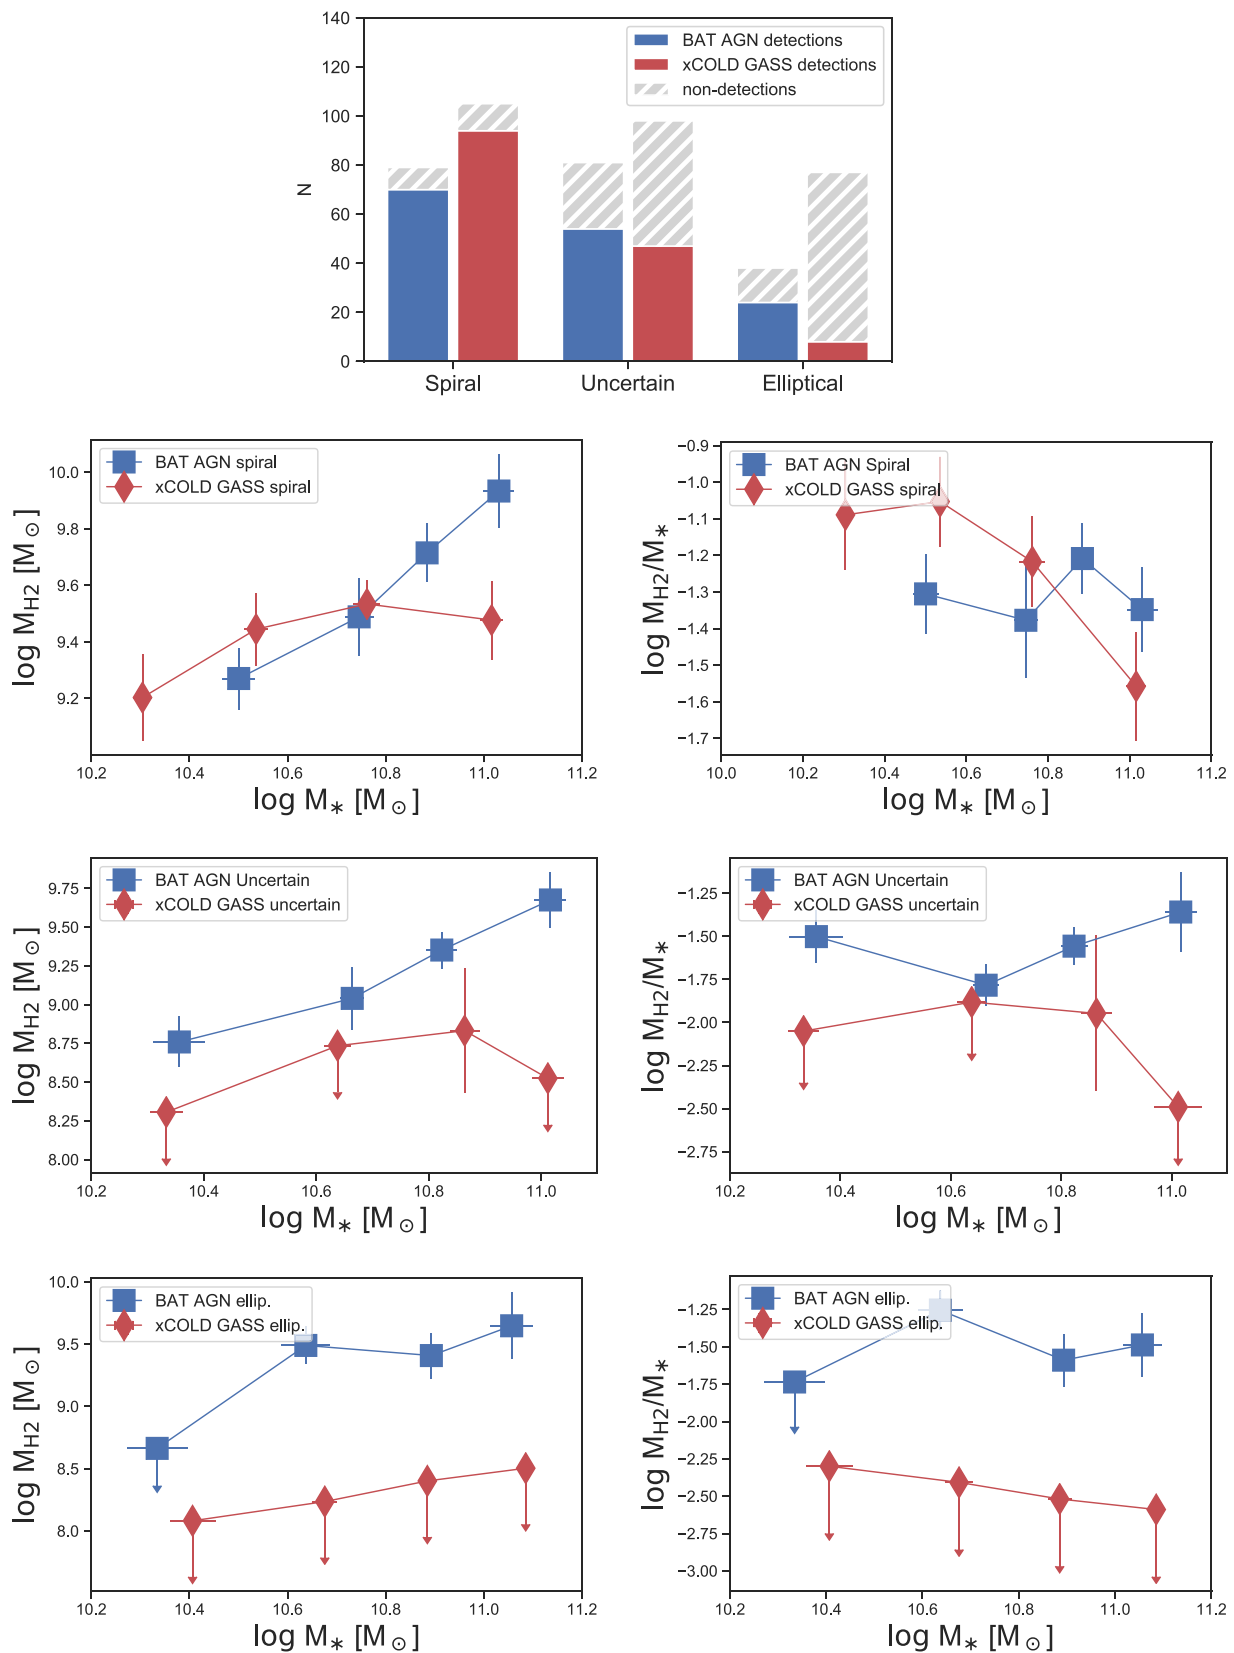 140
120
100
80
60
40
20
0
N
BAT AGN detections
xCOLD GASS detections
non-detections
Spiral
Uncertain
Elliptical
10.0
9.8
9.6
9.4
9.2
log M_H2 [M_⊙]
BAT AGN spiral
xCOLD GASS spiral
10.2 10.4 10.6 10.8 11.0 11.2
log M_* [M_⊙]
−0.9
−1.0
−1.1
−1.2
−1.3
−1.4
−1.5
−1.6
−1.7
log M_H2/M_*
BAT AGN Spiral
xCOLD GASS spiral
10.0 10.2 10.4 10.6 10.8 11.0 11.2
log M_* [M_⊙]
9.75
9.50
9.25
9.00
8.75
8.50
8.25
8.00
log M_H2 [M_⊙]
BAT AGN Uncertain
xCOLD GASS uncertain
10.2 10.4 10.6 10.8 11.0
log M_* [M_⊙]
−1.25
−1.50
−1.75
−2.00
−2.25
−2.50
−2.75
log M_H2/M_*
BAT AGN Uncertain
xCOLD GASS uncertain
10.2 10.4 10.6 10.8 11.0
log M_* [M_⊙]
10.0
9.5
9.0
8.5
8.0
log M_H2 [M_⊙]
BAT AGN ellip.
xCOLD GASS ellip.
10.2 10.4 10.6 10.8 11.0 11.2
log M_* [M_⊙]
−1.25
−1.50
−1.75
−2.00
−2.25
−2.50
−2.75
−3.00
log M_H2/M_*
BAT AGN ellip.
xCOLD GASS ellip.
10.2 10.4 10.6 10.8 11.0 11.2
log M_* [M_⊙]